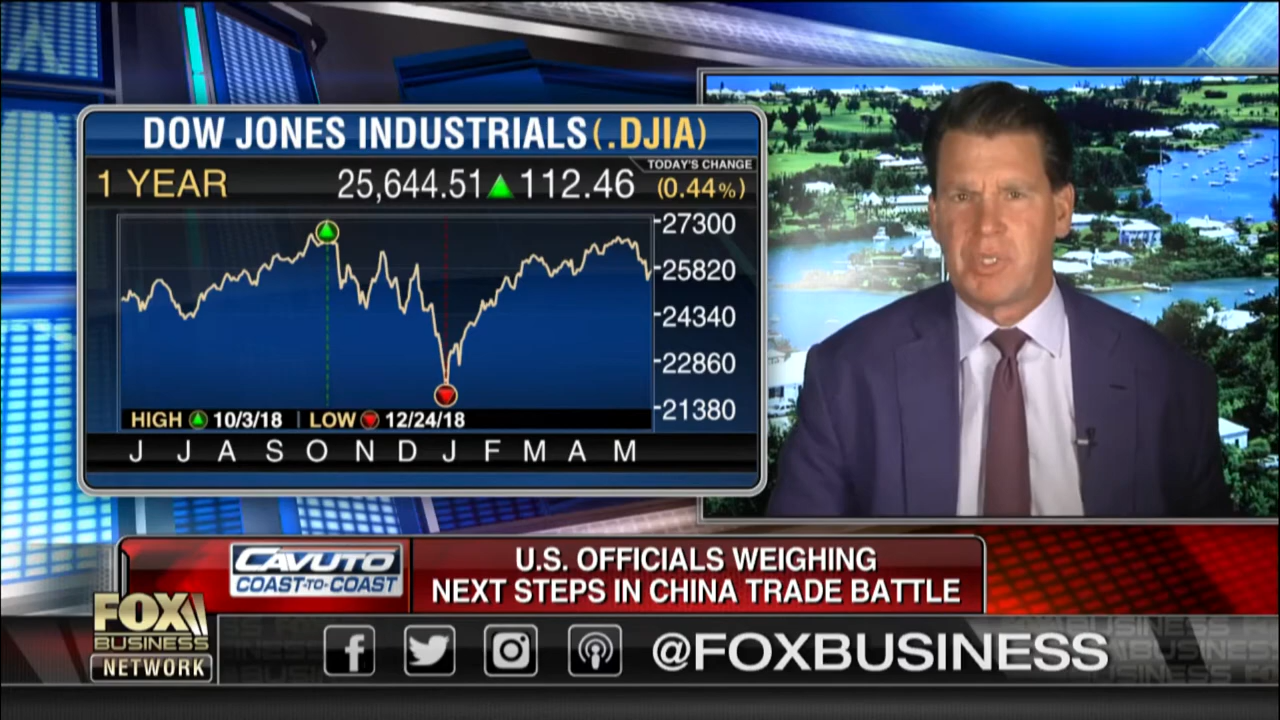 DOW JONES INDUSTRIALS (.DJIA)
TODAY'S CHANGE
1 YEAR 25,644.51 112.46 (0.44%)
27300
25820
24340
22860
21380
HIGH 10/3/18 | LOW 12/24/18
J J A S O N D J F M A M
CAVUTO
COAST-TO-COAST
U.S. OFFICIALS WEIGHING
NEXT STEPS IN CHINA TRADE BATTLE
FOX
BUSINESS
NETWORK
@FOXBUSINESS